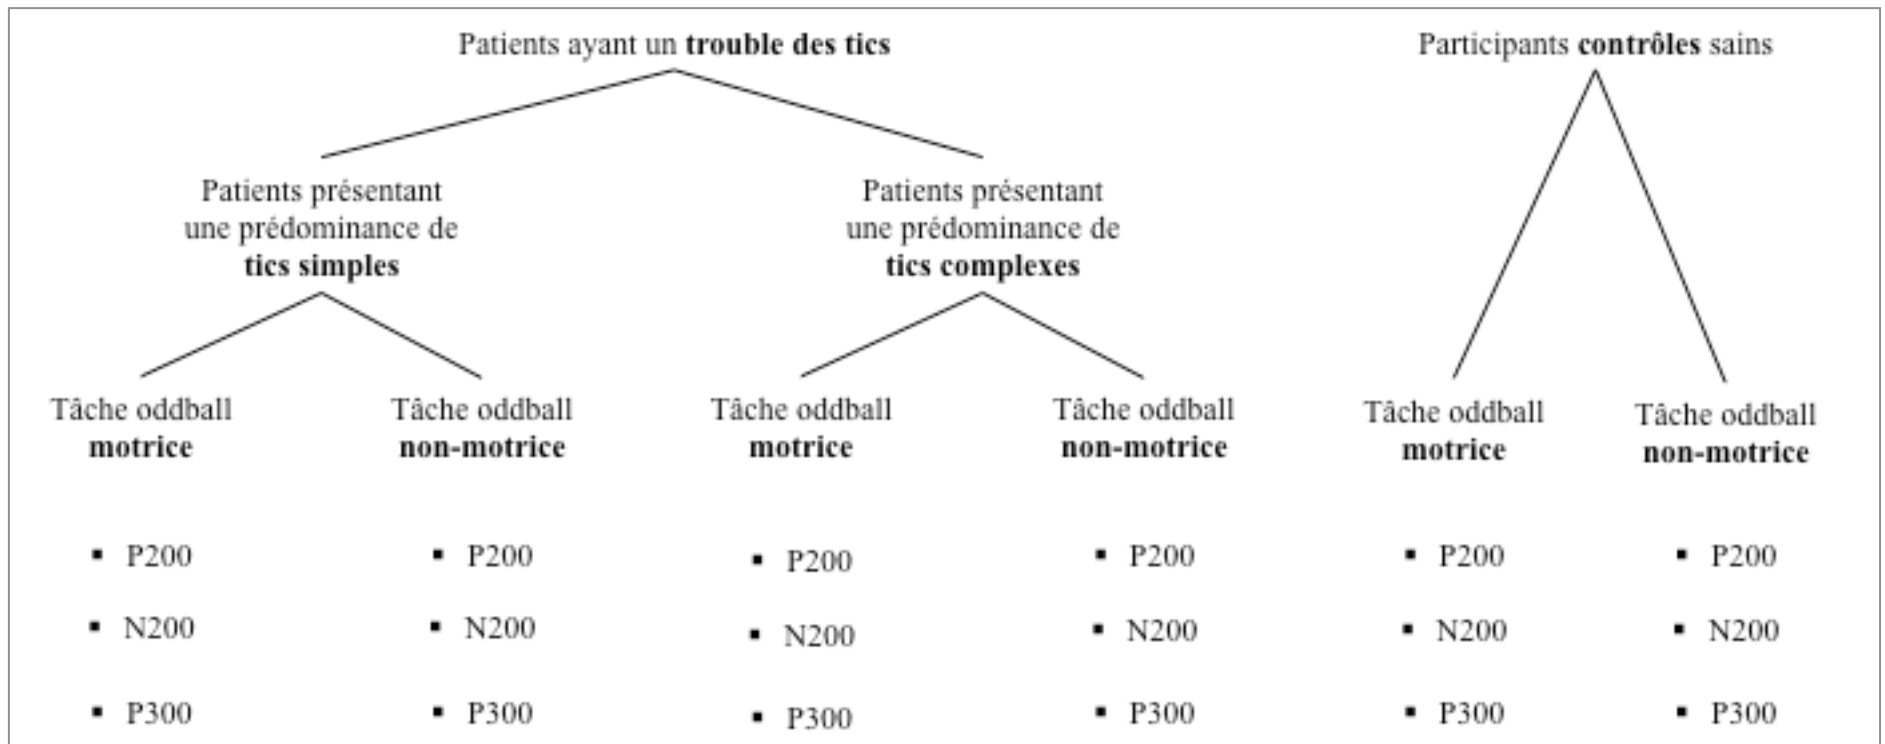 Patients ayant un trouble des tics
Participants contrôles sains
Patients présentant
une prédominance de
tics simples
Patients présentant
une prédominance de
tics complexes
Tâche oddball
motrice
Tâche oddball
non-motrice
Tâche oddball
motrice
Tâche oddball
non-motrice
Tâche oddball
motrice
Tâche oddball
non-motrice
▪ P200
▪ N200
▪ P300
▪ P200
▪ N200
▪ P300
▪ P200
▪ N200
▪ P300
▪ P200
▪ N200
▪ P300
▪ P200
▪ N200
▪ P300
▪ P200
▪ N200
▪ P300